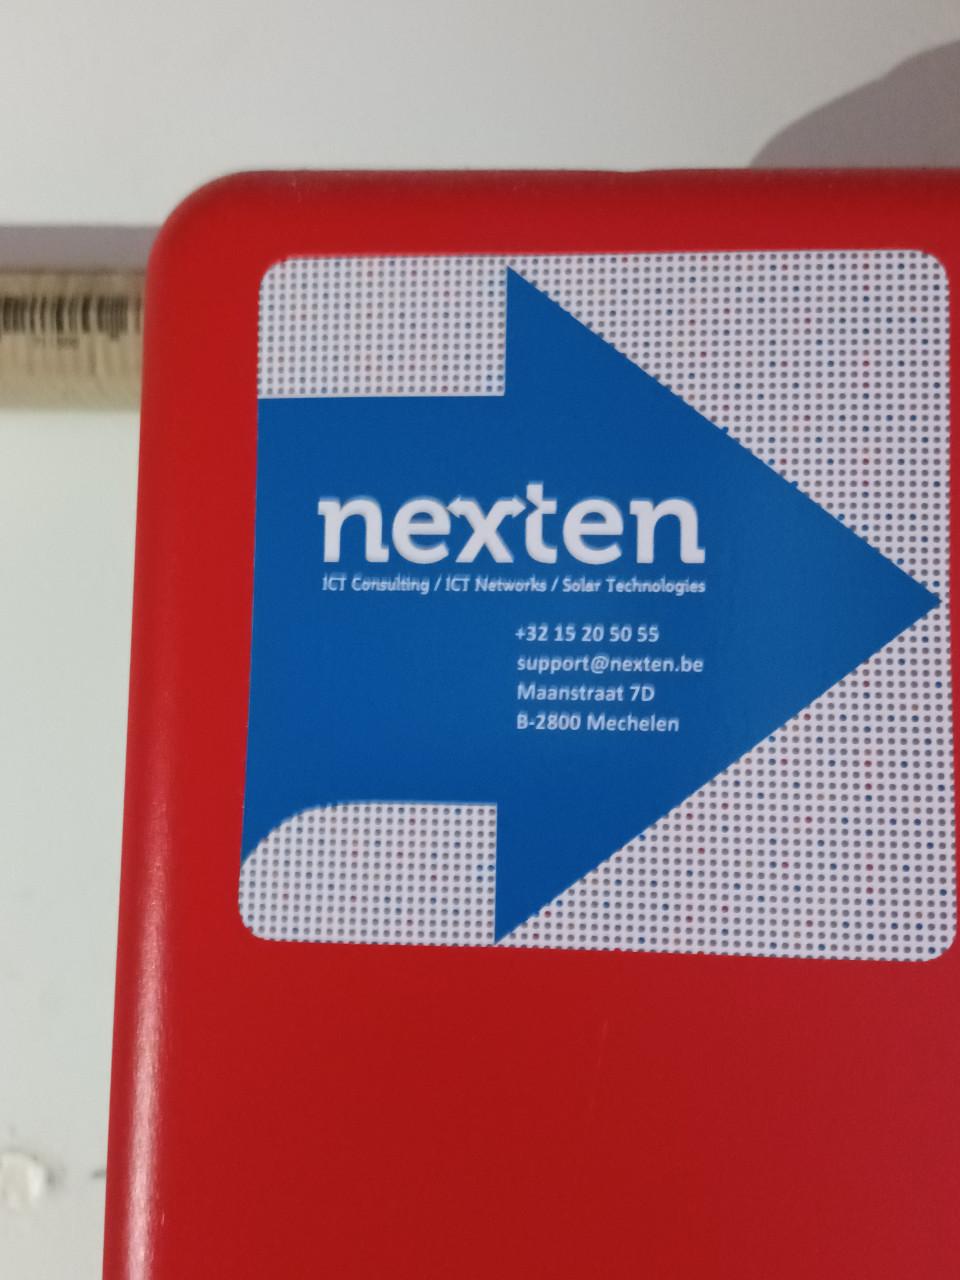 nexten
ICT Consulting / ICT Networks / Solar Technologies
+32 15 20 50 55
support@nexten.be
Maanstraat 7D
B-2800 Mechelen